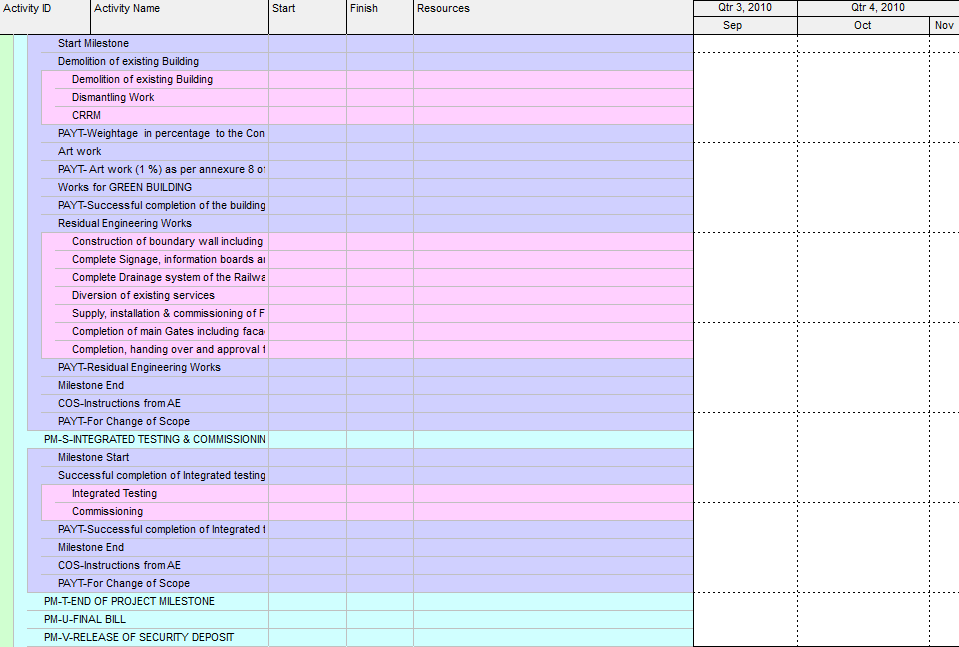 Activity ID Activity Name Start Finish Resources Qtr 3, 2010 Qtr 4, 2010
Sep Oct Nov
Start Milestone
Demolition of existing Building
Demolition of existing Building
Dismantling Work
CRRM
PAYT-Weightage in percentage to the Con
Art work
PAYT- Art work (1 %) as per annexure 8 of
Works for GREEN BUILDING
PAYT-Successful completion of the building
Residual Engineering Works
Construction of boundary wall including
Complete Signage, information boards
Complete Drainage system of the Railwa
Diversion of existing services
Supply, installation & commissioning of F
Completion of main Gates including faca
Completion, handing over and approval
PAYT-Residual Engineering Works
Milestone End
COS-Instructions from AE
PAYT-For Change of Scope
PM-S-INTEGRATED TESTING & COMMISSIONIN
Milestone Start
Successful completion of Integrated testing
Integrated Testing
Commissioning
PAYT-Successful completion of Integrated
Milestone End
COS-Instructions from AE
PAYT-For Change of Scope
PM-T-END OF PROJECT MILESTONE
PM-U-FINAL BILL
PM-V-RELEASE OF SECURITY DEPOSIT